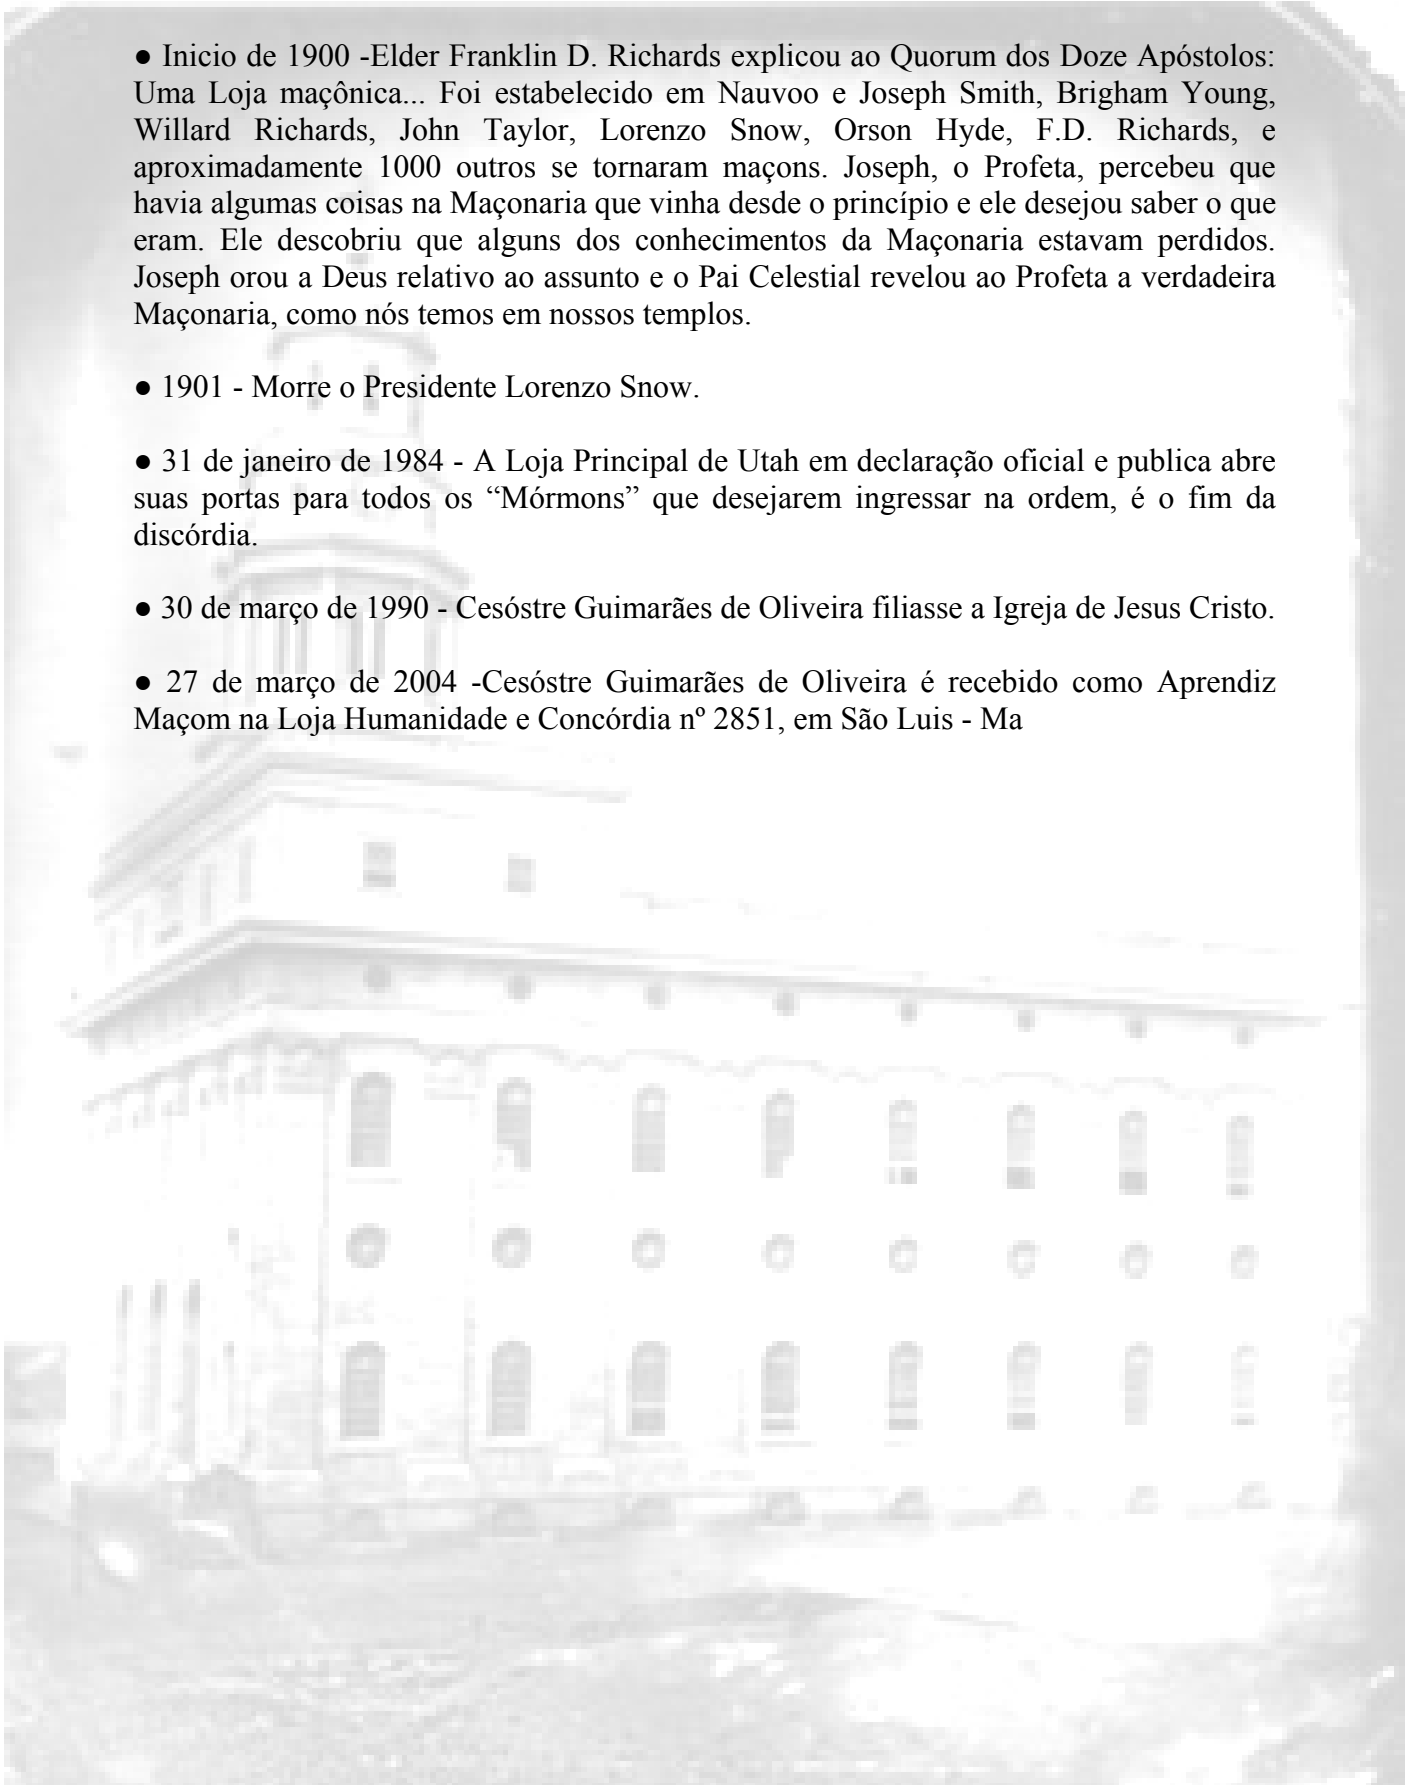 ● Inicio de 1900 -Elder Franklin D. Richards explicou ao Quorum dos Doze Apóstolos:
Uma Loja maçônica... Foi estabelecido em Nauvoo e Joseph Smith, Brigham Young,
Willard Richards, John Taylor, Lorenzo Snow, Orson Hyde, F.D. Richards, e
aproximadamente 1000 outros se tornaram maçons. Joseph, o Profeta, percebeu que
havia algumas coisas na Maçonaria que vinha desde o princípio e ele desejou saber o que
eram. Ele descobriu que alguns dos conhecimentos da Maçonaria estavam perdidos.
Joseph orou a Deus relativo ao assunto e o Pai Celestial revelou ao Profeta a verdadeira
Maçonaria, como nós temos em nossos templos.
● 1901 - Morre o Presidente Lorenzo Snow.
● 31 de janeiro de 1984 - A Loja Principal de Utah em declaração oficial e publica abre
suas portas para todos os “Mórmons” que desejarem ingressar na ordem, é o fim da
discórdia.
● 30 de março de 1990 - Cesóstre Guimarães de Oliveira filiasse a Igreja de Jesus Cristo.
● 27 de março de 2004 -Cesóstre Guimarães de Oliveira é recebido como Aprendiz
Maçom na Loja Humanidade e Concórdia nº 2851, em São Luis - Ma